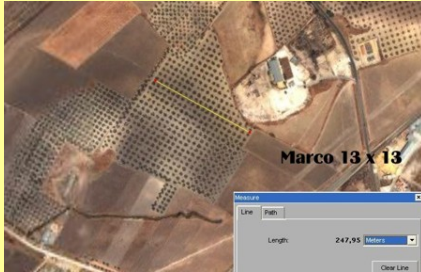 Marco 13 x 13
Measure
Line Path
Length: 247,95 Meters
Clear Line